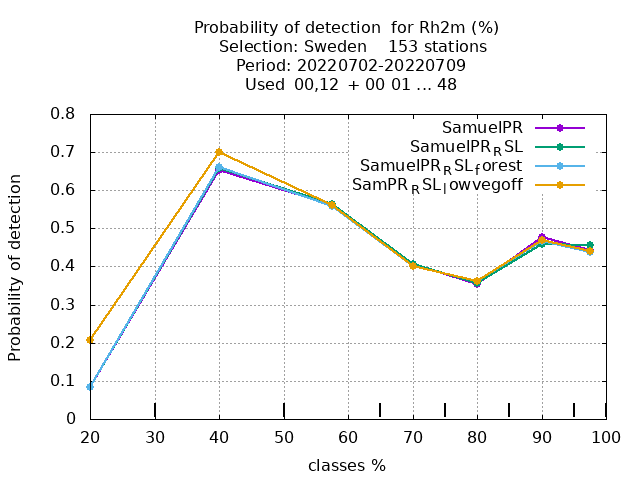 Probability of detection for Rh2m (%)
Selection: Sweden 153 stations
Period: 20220702-20220709
Used 00,12 + 00 01 ... 48
0.8
0.7
0.6
0.5
0.4
0.3
0.2
0.1
0
Probability of detection
SamuelPR
SamuelPR_RSL
SamuelPR_RSL_forest
SamPR_RSL_lowvegoff
20 30 40 50 60 70 80 90 100
classes %